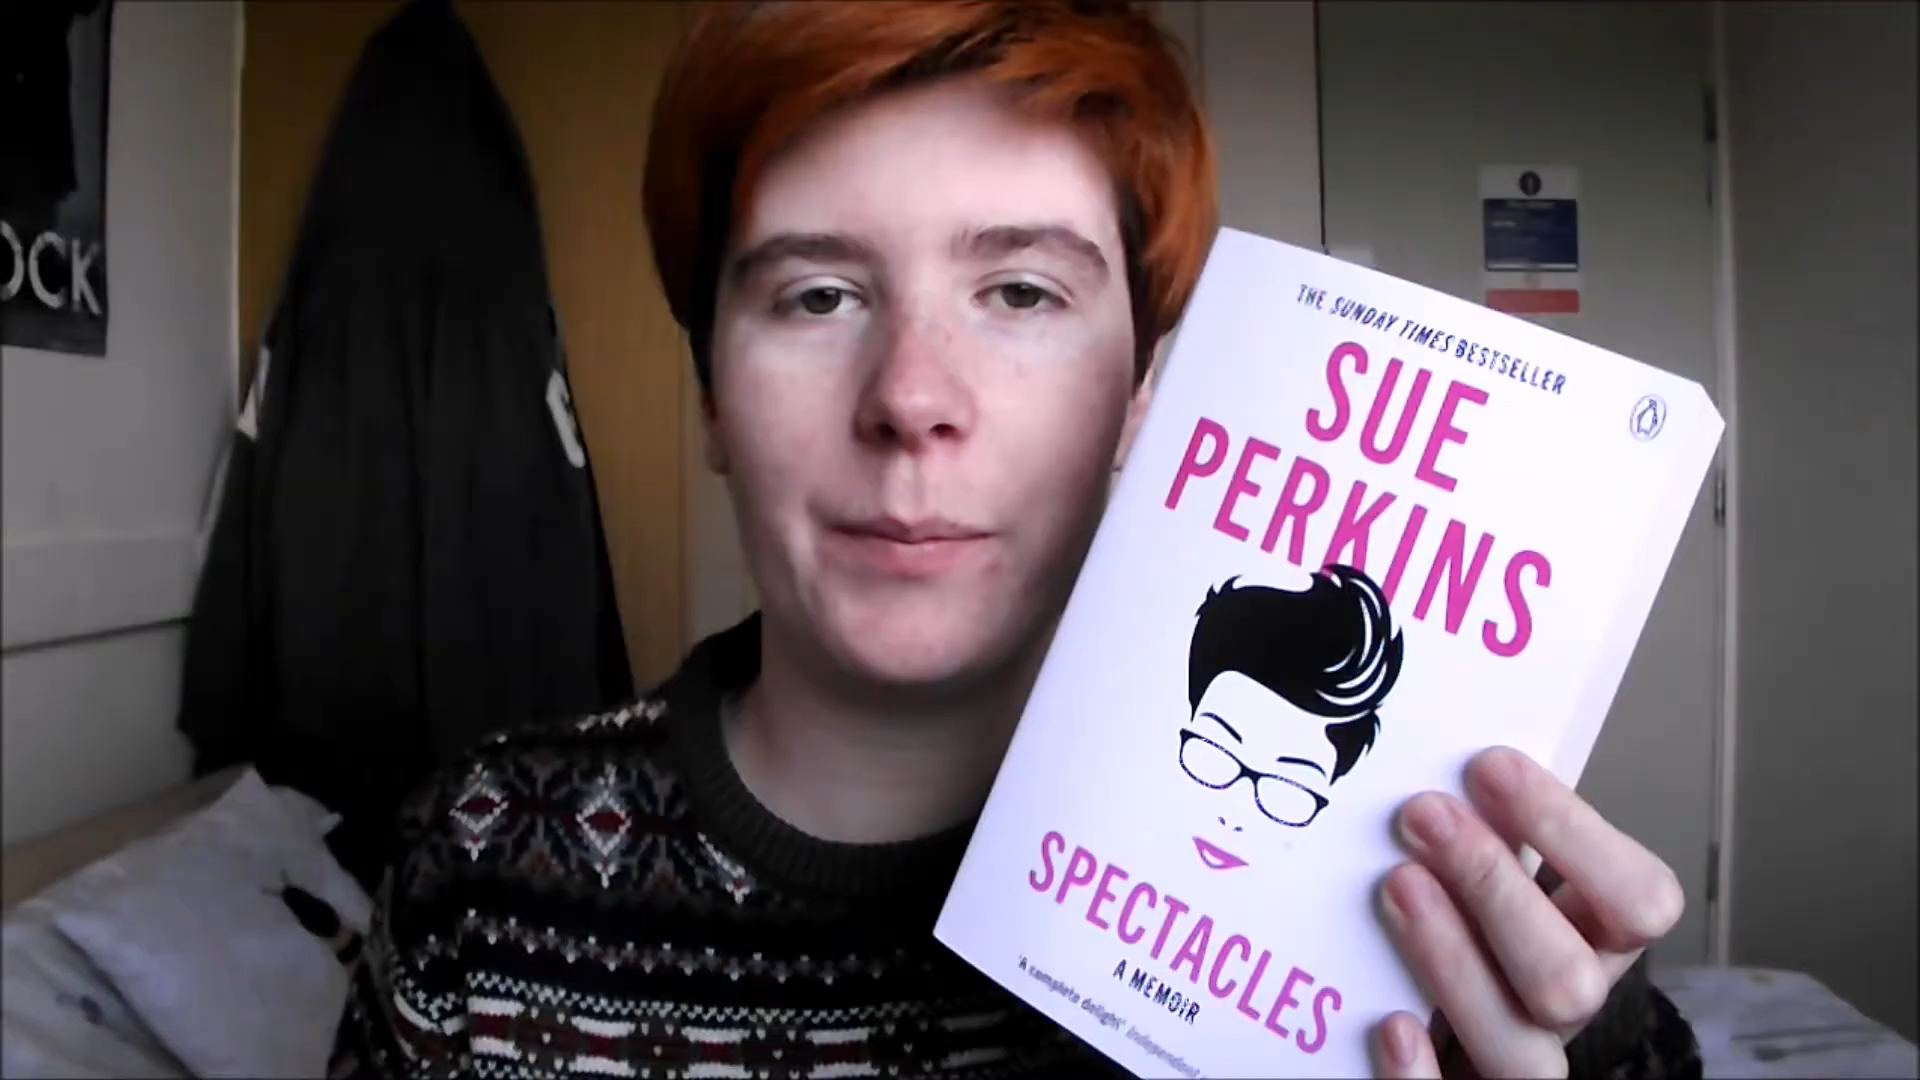 OCK
THE SUNDAY TIMES BESTSELLER
SUE
PERKINS
SPECTACLES
A MEMOIR
'A complete delight' Independent